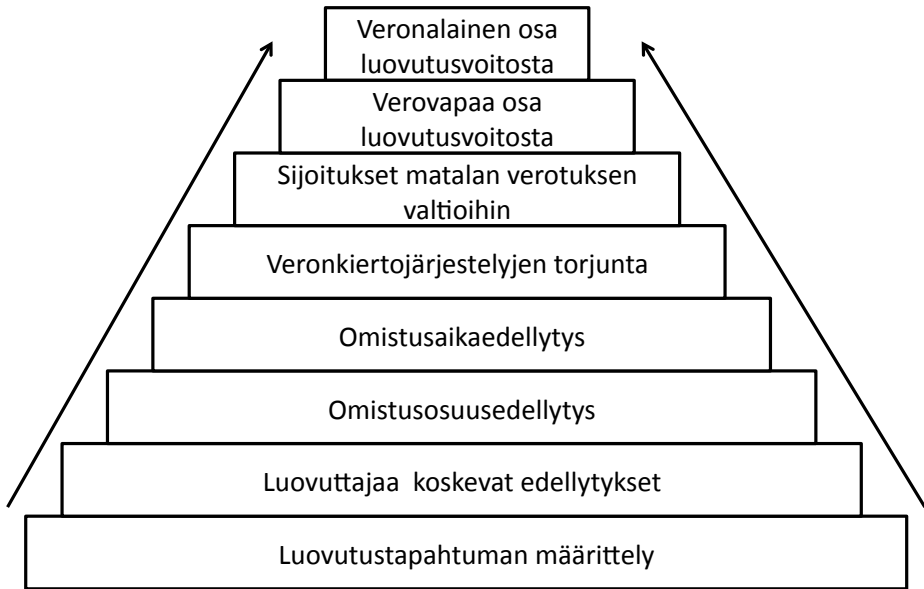 Veronalainen osa
luovutusvoitosta
Verovapaa osa
luovutusvoitosta
Sijoitukset matalan verotuksen
valtioihin
Veronkiertojärjestelyjen torjunta
Omistusaikaedellytys
Omistusosuusedellytys
Luovuttajaa koskevat edellytykset
Luovutustapahtuman määrittely